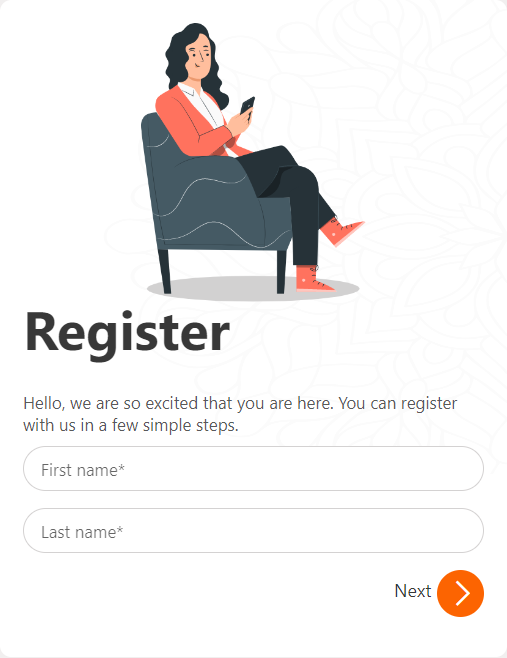 Register
Hello, we are so excited that you are here. You can register
with us in a few simple steps.
First name*
Last name*
Next